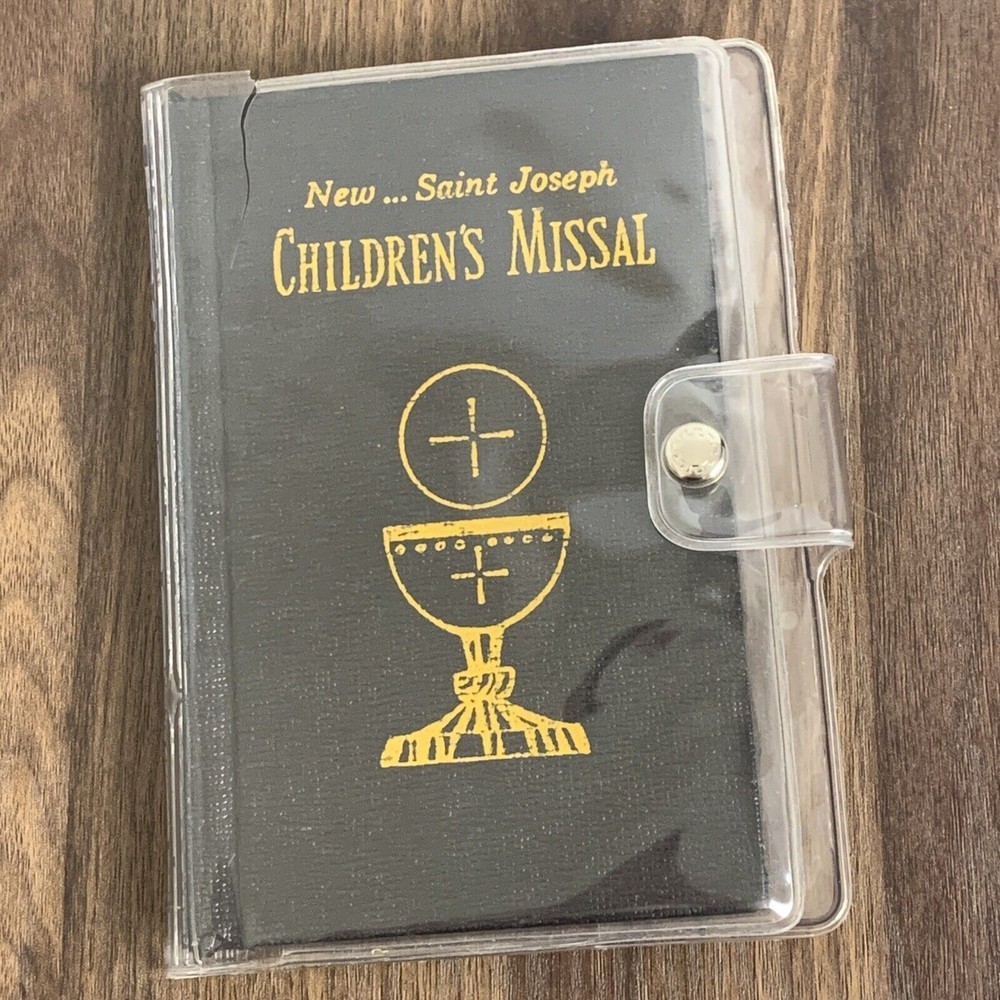 New ... Saint Joseph
CHILDREN'S MISSAL